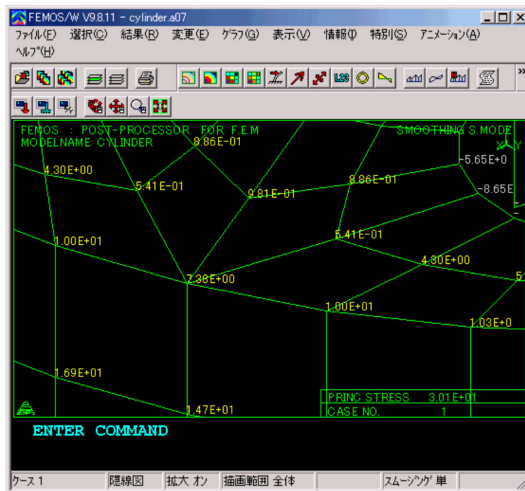 FEMOS/W V9.8.11 - cylinder.a07
ファイル(F) 選択(C) 結果(R) 変更(E) グラフ(G) 表示(V) 情報(I) 特別(S) アニメーション(A)
ヘルプ(H)
1.23
FEMOS : POST-PROCESSOR FOR F.E.M SMOOTHING S.MODE
MODELNAME: CYLINDER 9.86E-01 X Y
-5.65E+0
4.30E+00
5.41E-01 9.81E-01 8.86E-01
-8.65E
1.00E+01 5.41E-01
4.30E+00
7.38E+00 5
1.00E+01
1.03E+0
1.69E+01
PRINC STRESS 3.01E+01
1.47E+01 CASE NO. 1
ENTER COMMAND
ケース 1 隠線図 拡大 オン 描画範囲 全体 スムージング 単